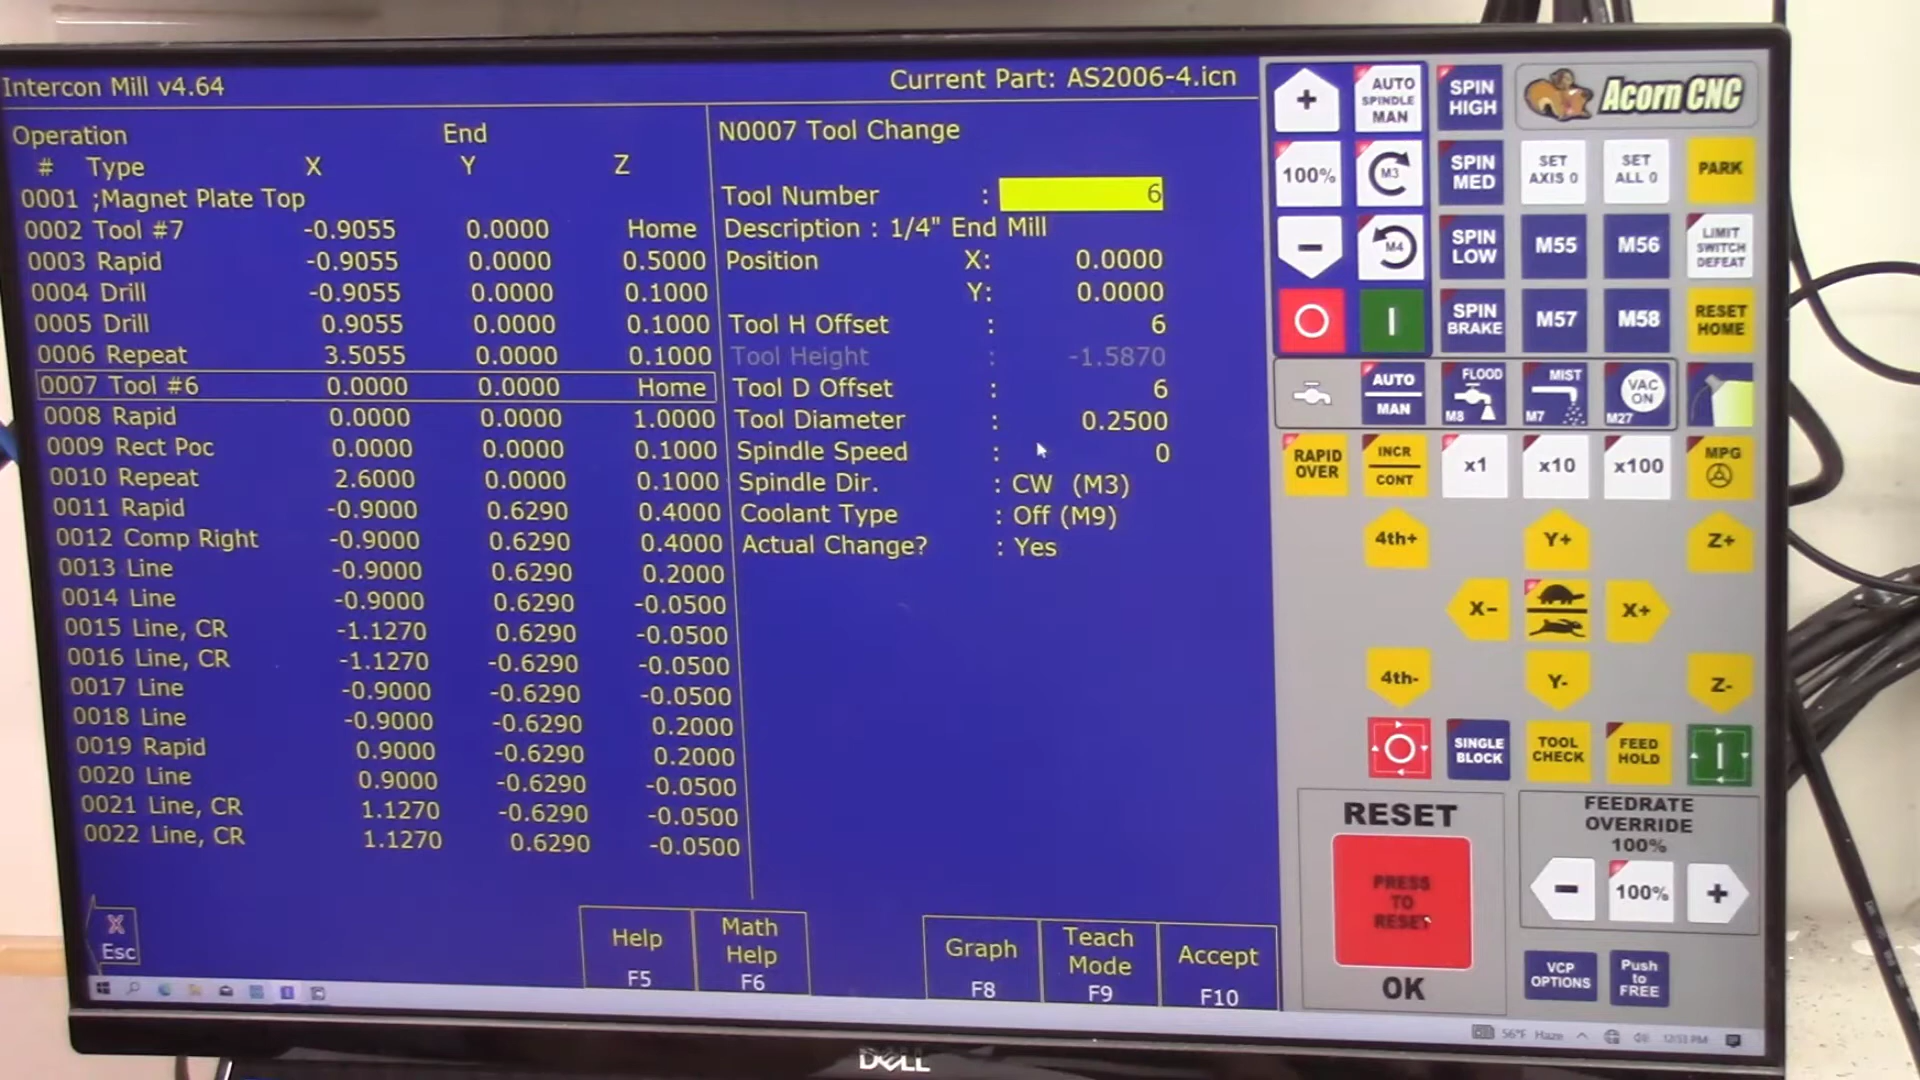 Intercon Mill v4.64
Current Part: AS2006-4.icn
Operation End
# Type X Y Z
0001 ;Magnet Plate Top
0002 Tool #7 -0.9055 0.0000 Home
0003 Rapid -0.9055 0.0000 0.5000
0004 Drill -0.9055 0.0000 0.1000
0005 Drill 0.9055 0.0000 0.1000
0006 Repeat 3.5055 0.0000 0.1000
0007 Tool #6 0.0000 0.0000 Home
0008 Rapid 0.0000 0.0000 1.0000
0009 Rect Poc 0.0000 0.0000 0.1000
0010 Repeat 2.6000 0.0000 0.1000
0011 Rapid -0.9000 0.6290 0.4000
0012 Comp Right -0.9000 0.6290 0.4000
0013 Line -0.9000 0.6290 0.2000
0014 Line -0.9000 0.6290 -0.0500
0015 Line, CR -1.1270 0.6290 -0.0500
0016 Line, CR -1.1270 -0.6290 -0.0500
0017 Line -0.9000 -0.6290 -0.0500
0018 Line -0.9000 -0.6290 0.2000
0019 Rapid 0.9000 -0.6290 0.2000
0020 Line 0.9000 -0.6290 -0.0500
0021 Line, CR 1.1270 -0.6290 -0.0500
0022 Line, CR 1.1270 0.6290 -0.0500
N0007 Tool Change
Tool Number : 6
Description : 1/4" End Mill
Position X: 0.0000
Y: 0.0000
Tool H Offset : 6
Tool Height : -1.5870
Tool D Offset : 6
Tool Diameter : 0.2500
Spindle Speed : 0
Spindle Dir. : CW (M3)
Coolant Type : Off (M9)
Actual Change? : Yes
X
Esc
Help
F5
Math
Help
F6
Graph
F8
Teach
Mode
F9
Accept
F10
+
AUTO
SPINDLE
MAN
SPIN
HIGH
Acorn CNC
100%
M3
SPIN
MED
SET
AXIS 0
SET
ALL 0
PARK
-
M4
SPIN
LOW
M55
M56
LIMIT
SWITCH
DEFEAT
SPIN
BRAKE
M57
M58
RESET
HOME
AUTO
MAN
FLOOD
M8
MIST
M7
VAC
ON
M27
RAPID
OVER
INCR
CONT
x1
x10
x100
MPG
4th+
Y+
Z+
X-
X+
4th-
Y-
Z-
SINGLE
BLOCK
TOOL
CHECK
FEED
HOLD
RESET
PRESS
TO
RESET
OK
FEEDRATE
OVERRIDE
100%
-
100%
+
VCP
OPTIONS
Push
to
FREE
56°F Haze
12:53 PM
DELL